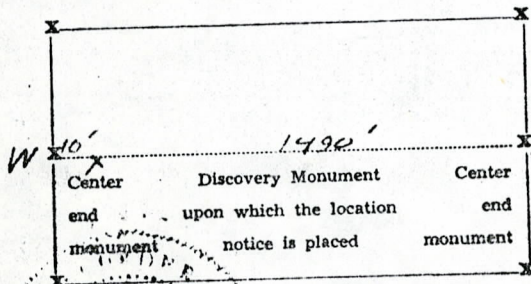 X X
W X 10' 1490' X
X
Center Discovery Monument Center
end upon which the location end
monument notice is placed monument
X X